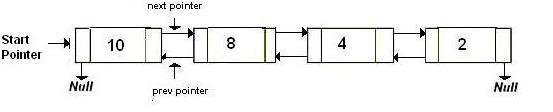 next pointer
Start
Pointer
10
8
4
2
Null
prev pointer
Null